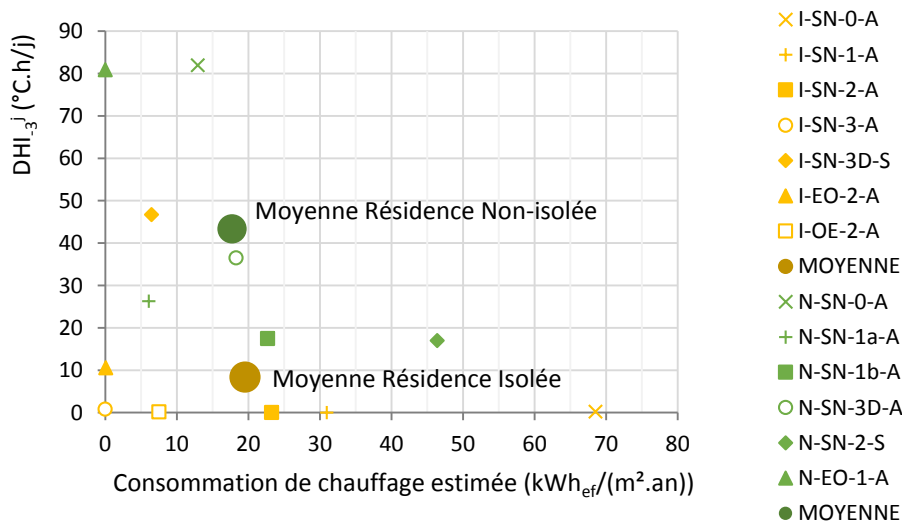 DHI₋₃ʲ (°C.h/j)
90
80
70
60
50
40
30
20
10
0
Moyenne Résidence Non-isolée
Moyenne Résidence Isolée
0 10 20 30 40 50 60 70 80
Consommation de chauffage estimée (kWhef/(m².an))
I-SN-0-A
I-SN-1-A
I-SN-2-A
I-SN-3-A
I-SN-3D-S
I-EO-2-A
I-OE-2-A
MOYENNE
N-SN-0-A
N-SN-1a-A
N-SN-1b-A
N-SN-3D-A
N-SN-2-S
N-EO-1-A
MOYENNE